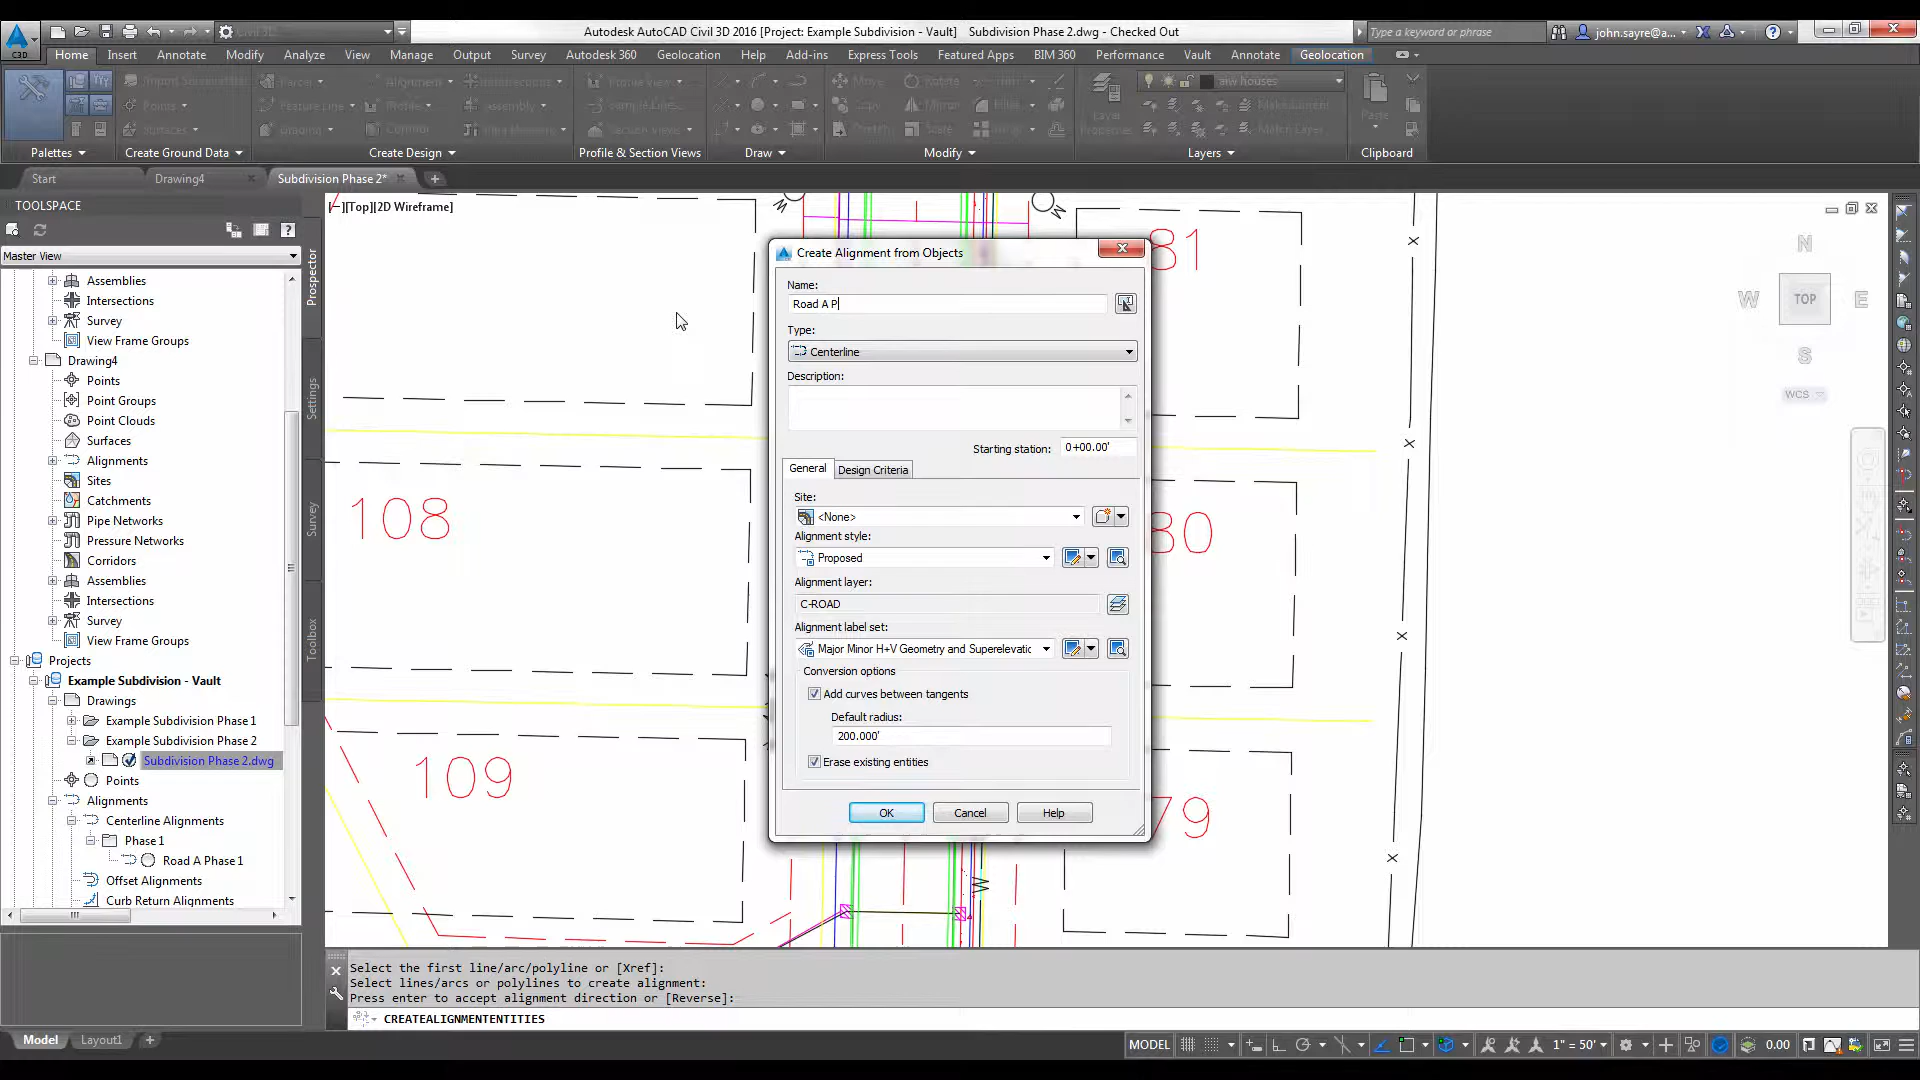 Autodesk AutoCAD Civil 3D 2016 [Project: Example Subdivision - Vault] Subdivision Phase 2.dwg - Checked Out
Type a keyword or phrase
john.sayre@a...
C3D
Home Insert Annotate Modify Analyze View Manage Output Survey Autodesk 360 Geolocation Help Add-ins Express Tools Featured Apps BIM 360 Performance Vault Annotate Geolocation
Palettes Create Ground Data Create Design Profile & Section Views Draw Modify Layers Clipboard
Start Drawing4 Subdivision Phase 2*
TOOLSPACE
Master View
Assemblies
Intersections
Survey
View Frame Groups
Drawing4
Points
Point Groups
Point Clouds
Surfaces
Alignments
Sites
Catchments
Pipe Networks
Pressure Networks
Corridors
Assemblies
Intersections
Survey
View Frame Groups
Projects
Example Subdivision - Vault
Drawings
Example Subdivision Phase 1
Example Subdivision Phase 2
Subdivision Phase 2.dwg
Points
Alignments
Centerline Alignments
Phase 1
Road A Phase 1
Offset Alignments
Curb Return Alignments
Prospector
Settings
Survey
Toolbox
[−][Top][2D Wireframe]
108
109
81
80
79
N
W TOP E
S
WCS
Create Alignment from Objects
Name:
Road A P
Type:
Centerline
Description:
Starting station: 0+00.00'
General Design Criteria
Site:
<None>
Alignment style:
Proposed
Alignment layer:
C-ROAD
Alignment label set:
Major Minor H+V Geometry and Superelevatic
Conversion options
Add curves between tangents
Default radius:
200.000'
Erase existing entities
OK Cancel Help
Select the first line/arc/polyline or [Xref]:
Select lines/arcs or polylines to create alignment:
Press enter to accept alignment direction or [Reverse]:
CREATEALIGNMENTENTITIES
Model Layout1
MODEL 1" = 50' 0.00